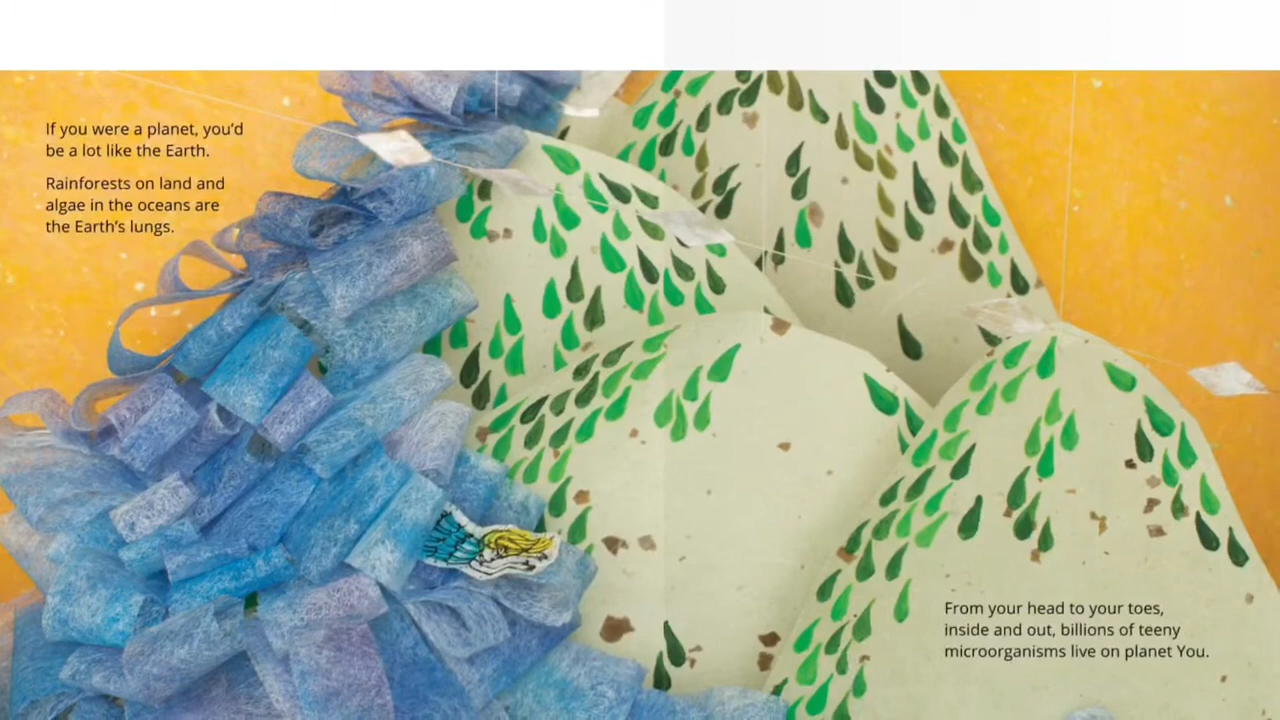 If you were a planet, you’d
be a lot like the Earth.
Rainforests on land and
algae in the oceans are
the Earth’s lungs.
From your head to your toes,
inside and out, billions of teeny
microorganisms live on planet You.